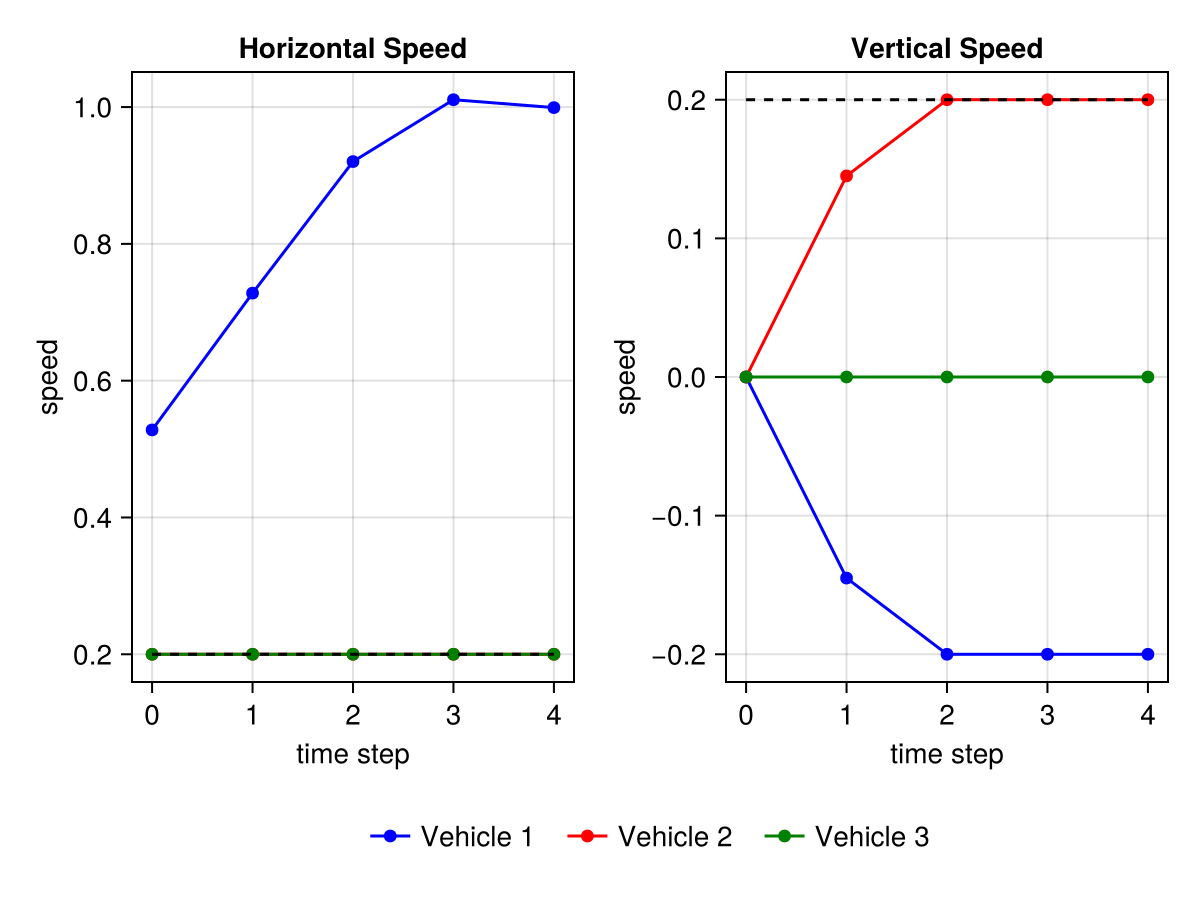 Horizontal Speed
1.0
0.8
0.6
0.4
0.2
speed
0
1
2
3
4
time step
Vertical Speed
0.2
0.1
0.0
−0.1
−0.2
speed
0
1
2
3
4
time step
Vehicle 1
Vehicle 2
Vehicle 3